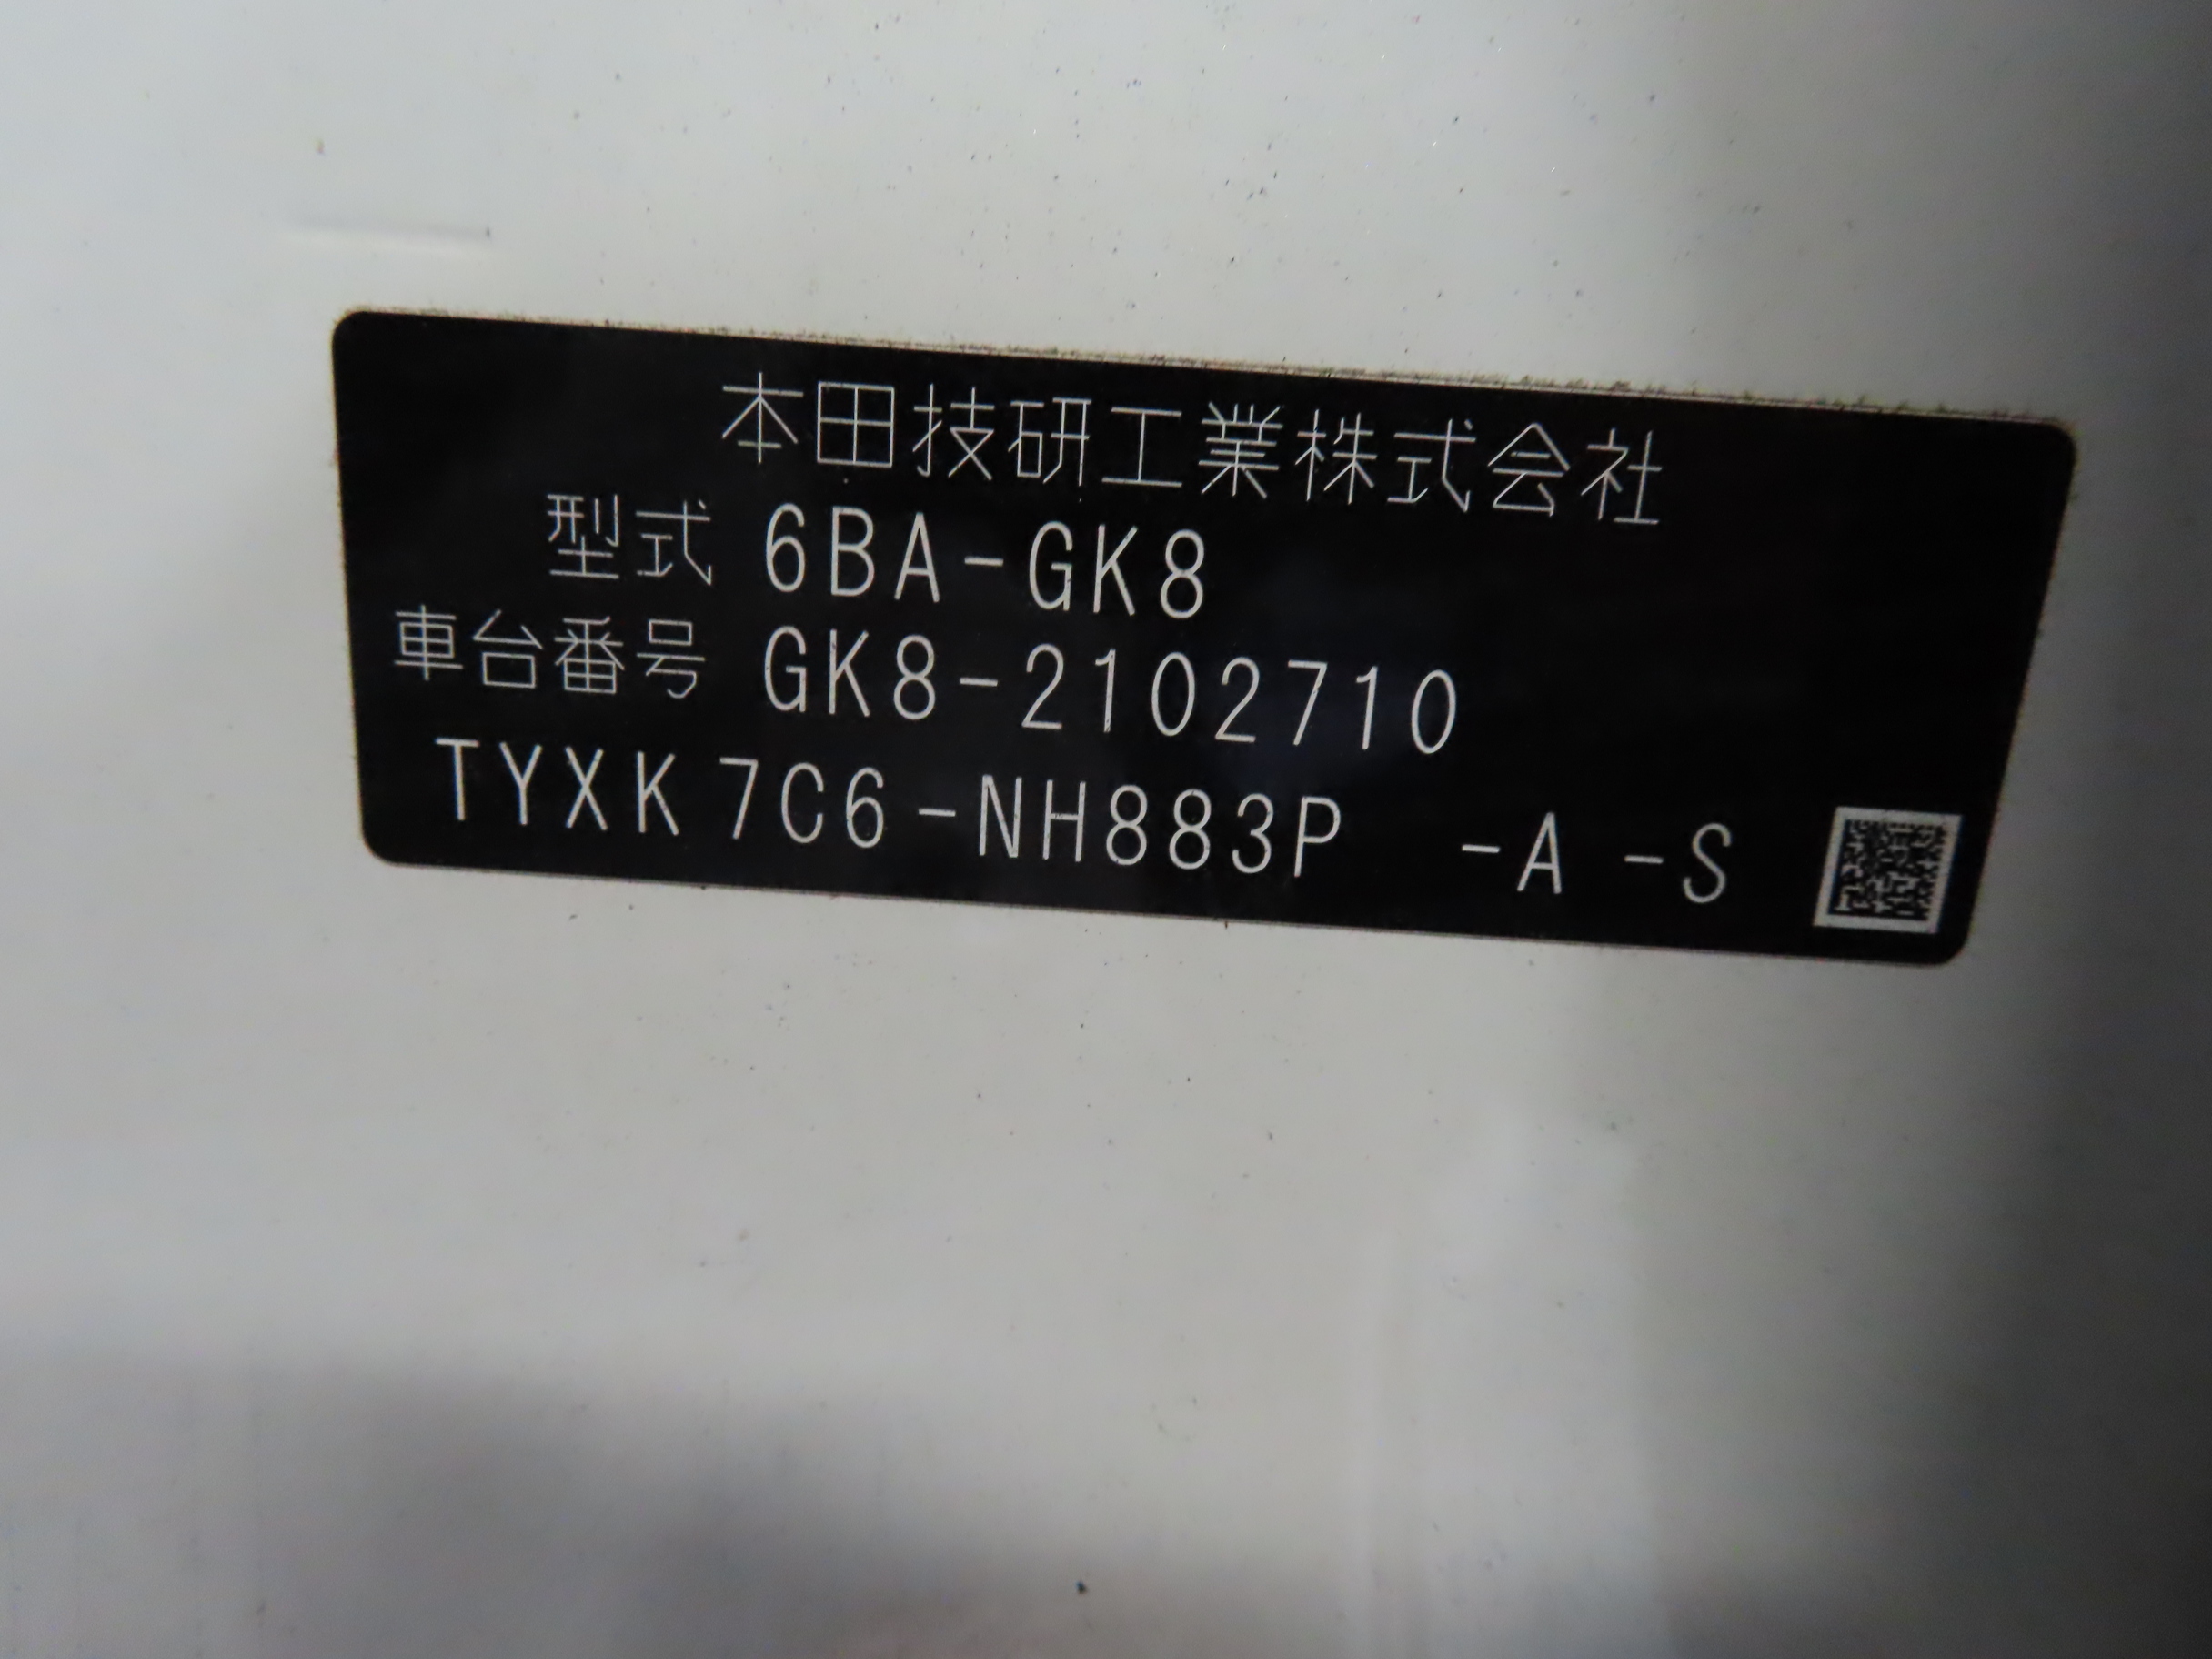 本田技研工業株式会社
型式 6BA-GK8
車台番号 GK8-2102710
TYXK7C6-NH883P -A -S